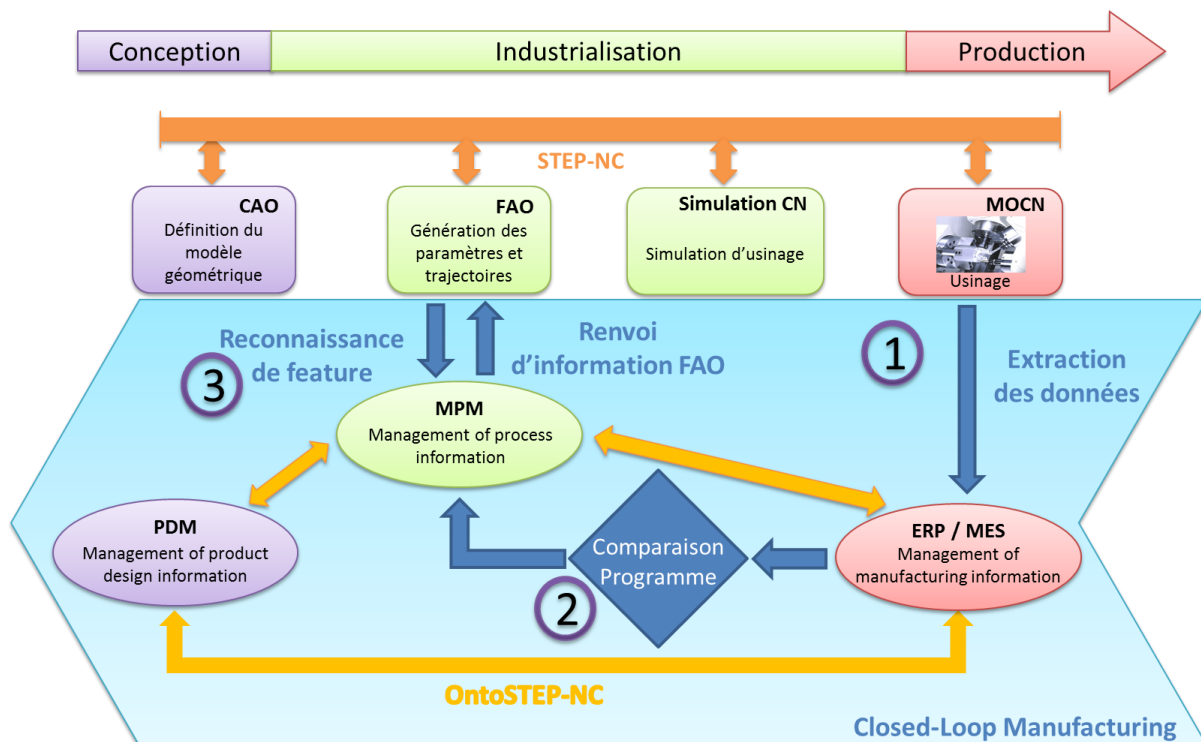 Conception
Industrialisation
Production
STEP-NC
CAO
Définition du
modèle
géométrique
FAO
Génération des
paramètres et
trajectoires
Simulation CN
Simulation d'usinage
MOCN
Usinage
Reconnaissance
de feature
3
Renvoi
d'information FAO
1
Extraction
des données
MPM
Management of process
information
PDM
Management of product
design information
Comparaison
Programme
2
ERP / MES
Management of
manufacturing information
OntoSTEP-NC
Closed-Loop Manufacturing